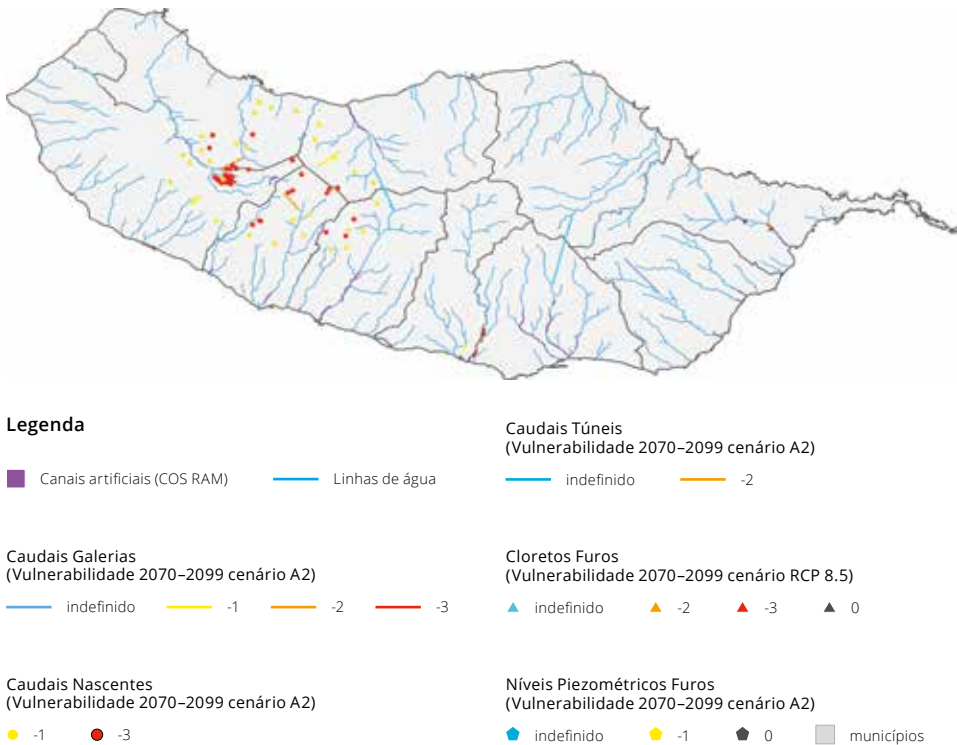 Legenda
Canais artificiais (COS RAM)
Linhas de água
Caudais Túneis
(Vulnerabilidade 2070–2099 cenário A2)
indefinido
-2
Caudais Galerias
(Vulnerabilidade 2070–2099 cenário A2)
indefinido
-1
-2
-3
Cloretos Furos
(Vulnerabilidade 2070–2099 cenário RCP 8.5)
indefinido
-2
-3
0
Caudais Nascentes
(Vulnerabilidade 2070–2099 cenário A2)
-1
-3
Níveis Piezométricos Furos
(Vulnerabilidade 2070–2099 cenário A2)
indefinido
-1
0
municípios